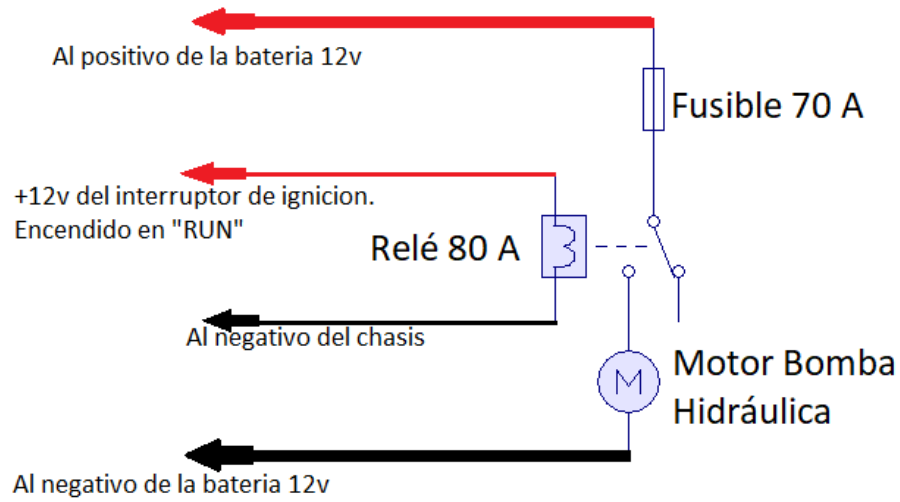 Al positivo de la bateria 12v
Fusible 70 A
+12v del interruptor de ignicion.
Encendido en "RUN"
Relé 80 A
Al negativo del chasis
Motor Bomba
Hidráulica
M
Al negativo de la bateria 12v